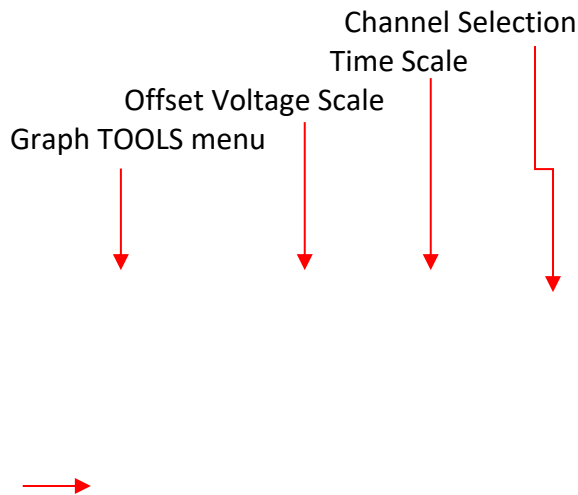 Channel Selection
Time Scale
Offset Voltage Scale
Graph TOOLS menu